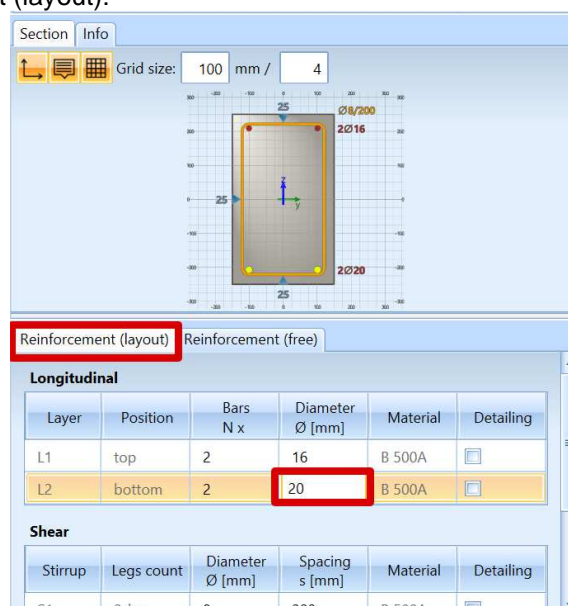 t (layout).
Section Info
Grid size: 100 mm / 4
25
Ø8/200
2Ø16
z
25
y
2Ø20
25
Reinforcement (layout) Reinforcement (free)
Longitudinal
Layer Position Bars N x Diameter Ø [mm] Material Detailing
L1 top 2 16 B 500A
L2 bottom 2 20 B 500A
Shear
Stirrup Legs count Diameter Ø [mm] Spacing s [mm] Material Detailing